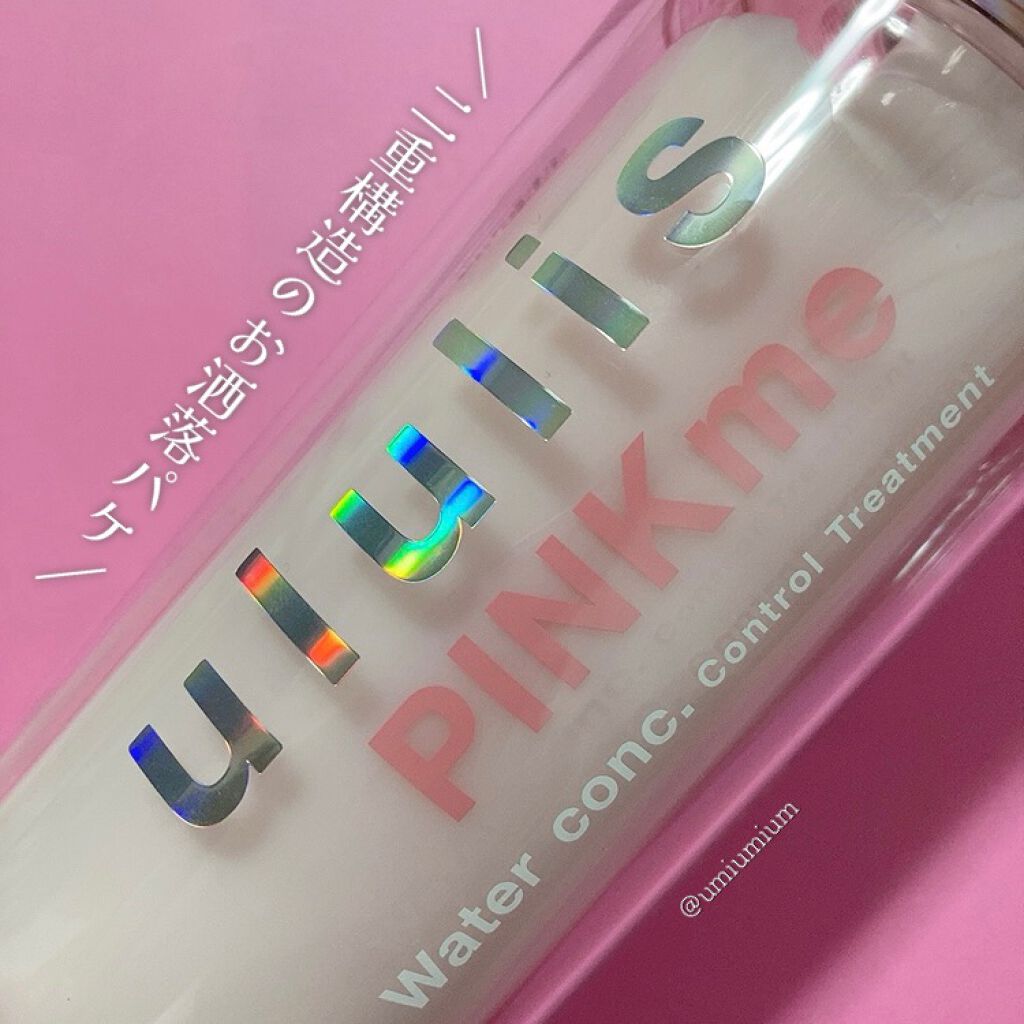 二重構造のお洒落パケ
ululis
PINKme
Water conc. Control Treatment
@umiumium